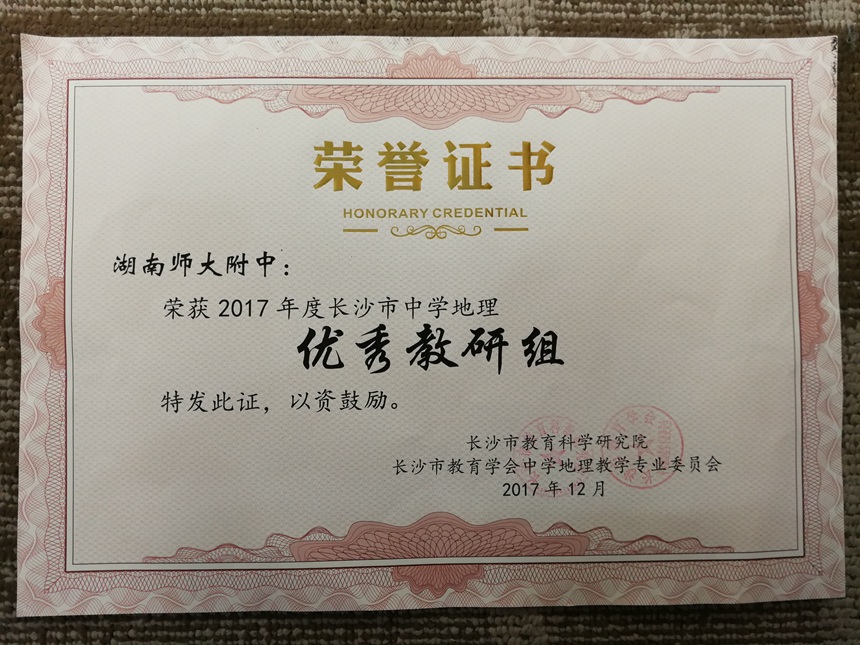 荣誉证书
HONORARY CREDENTIAL
湖南师大附中：
荣获 2017 年度长沙市中学地理
优秀教研组
特发此证，以资鼓励。
长沙市教育科学研究院
长沙市教育学会中学地理教学专业委员会
2017 年 12 月